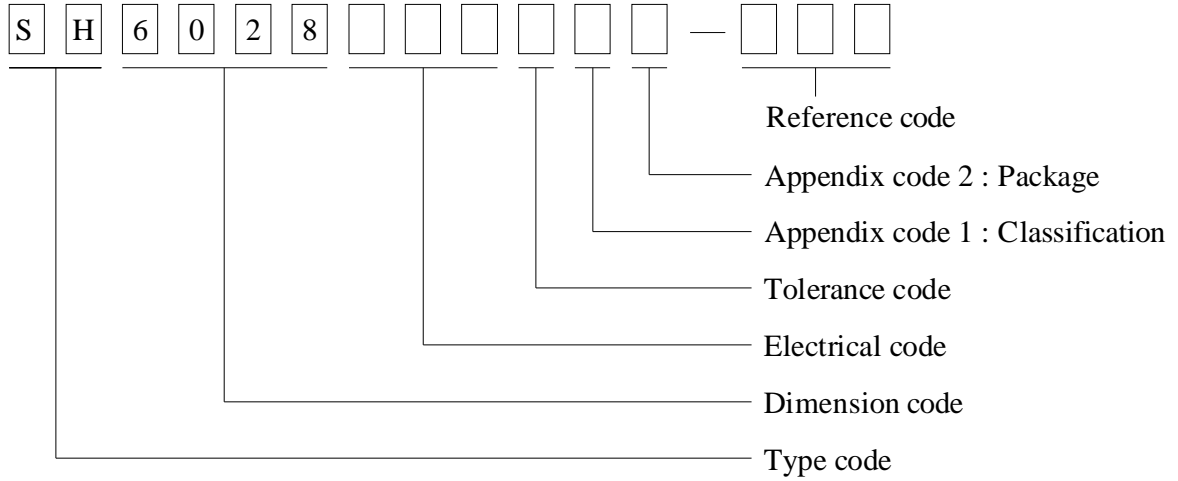 S H 6 0 2 8 —
Reference code
Appendix code 2 : Package
Appendix code 1 : Classification
Tolerance code
Electrical code
Dimension code
Type code